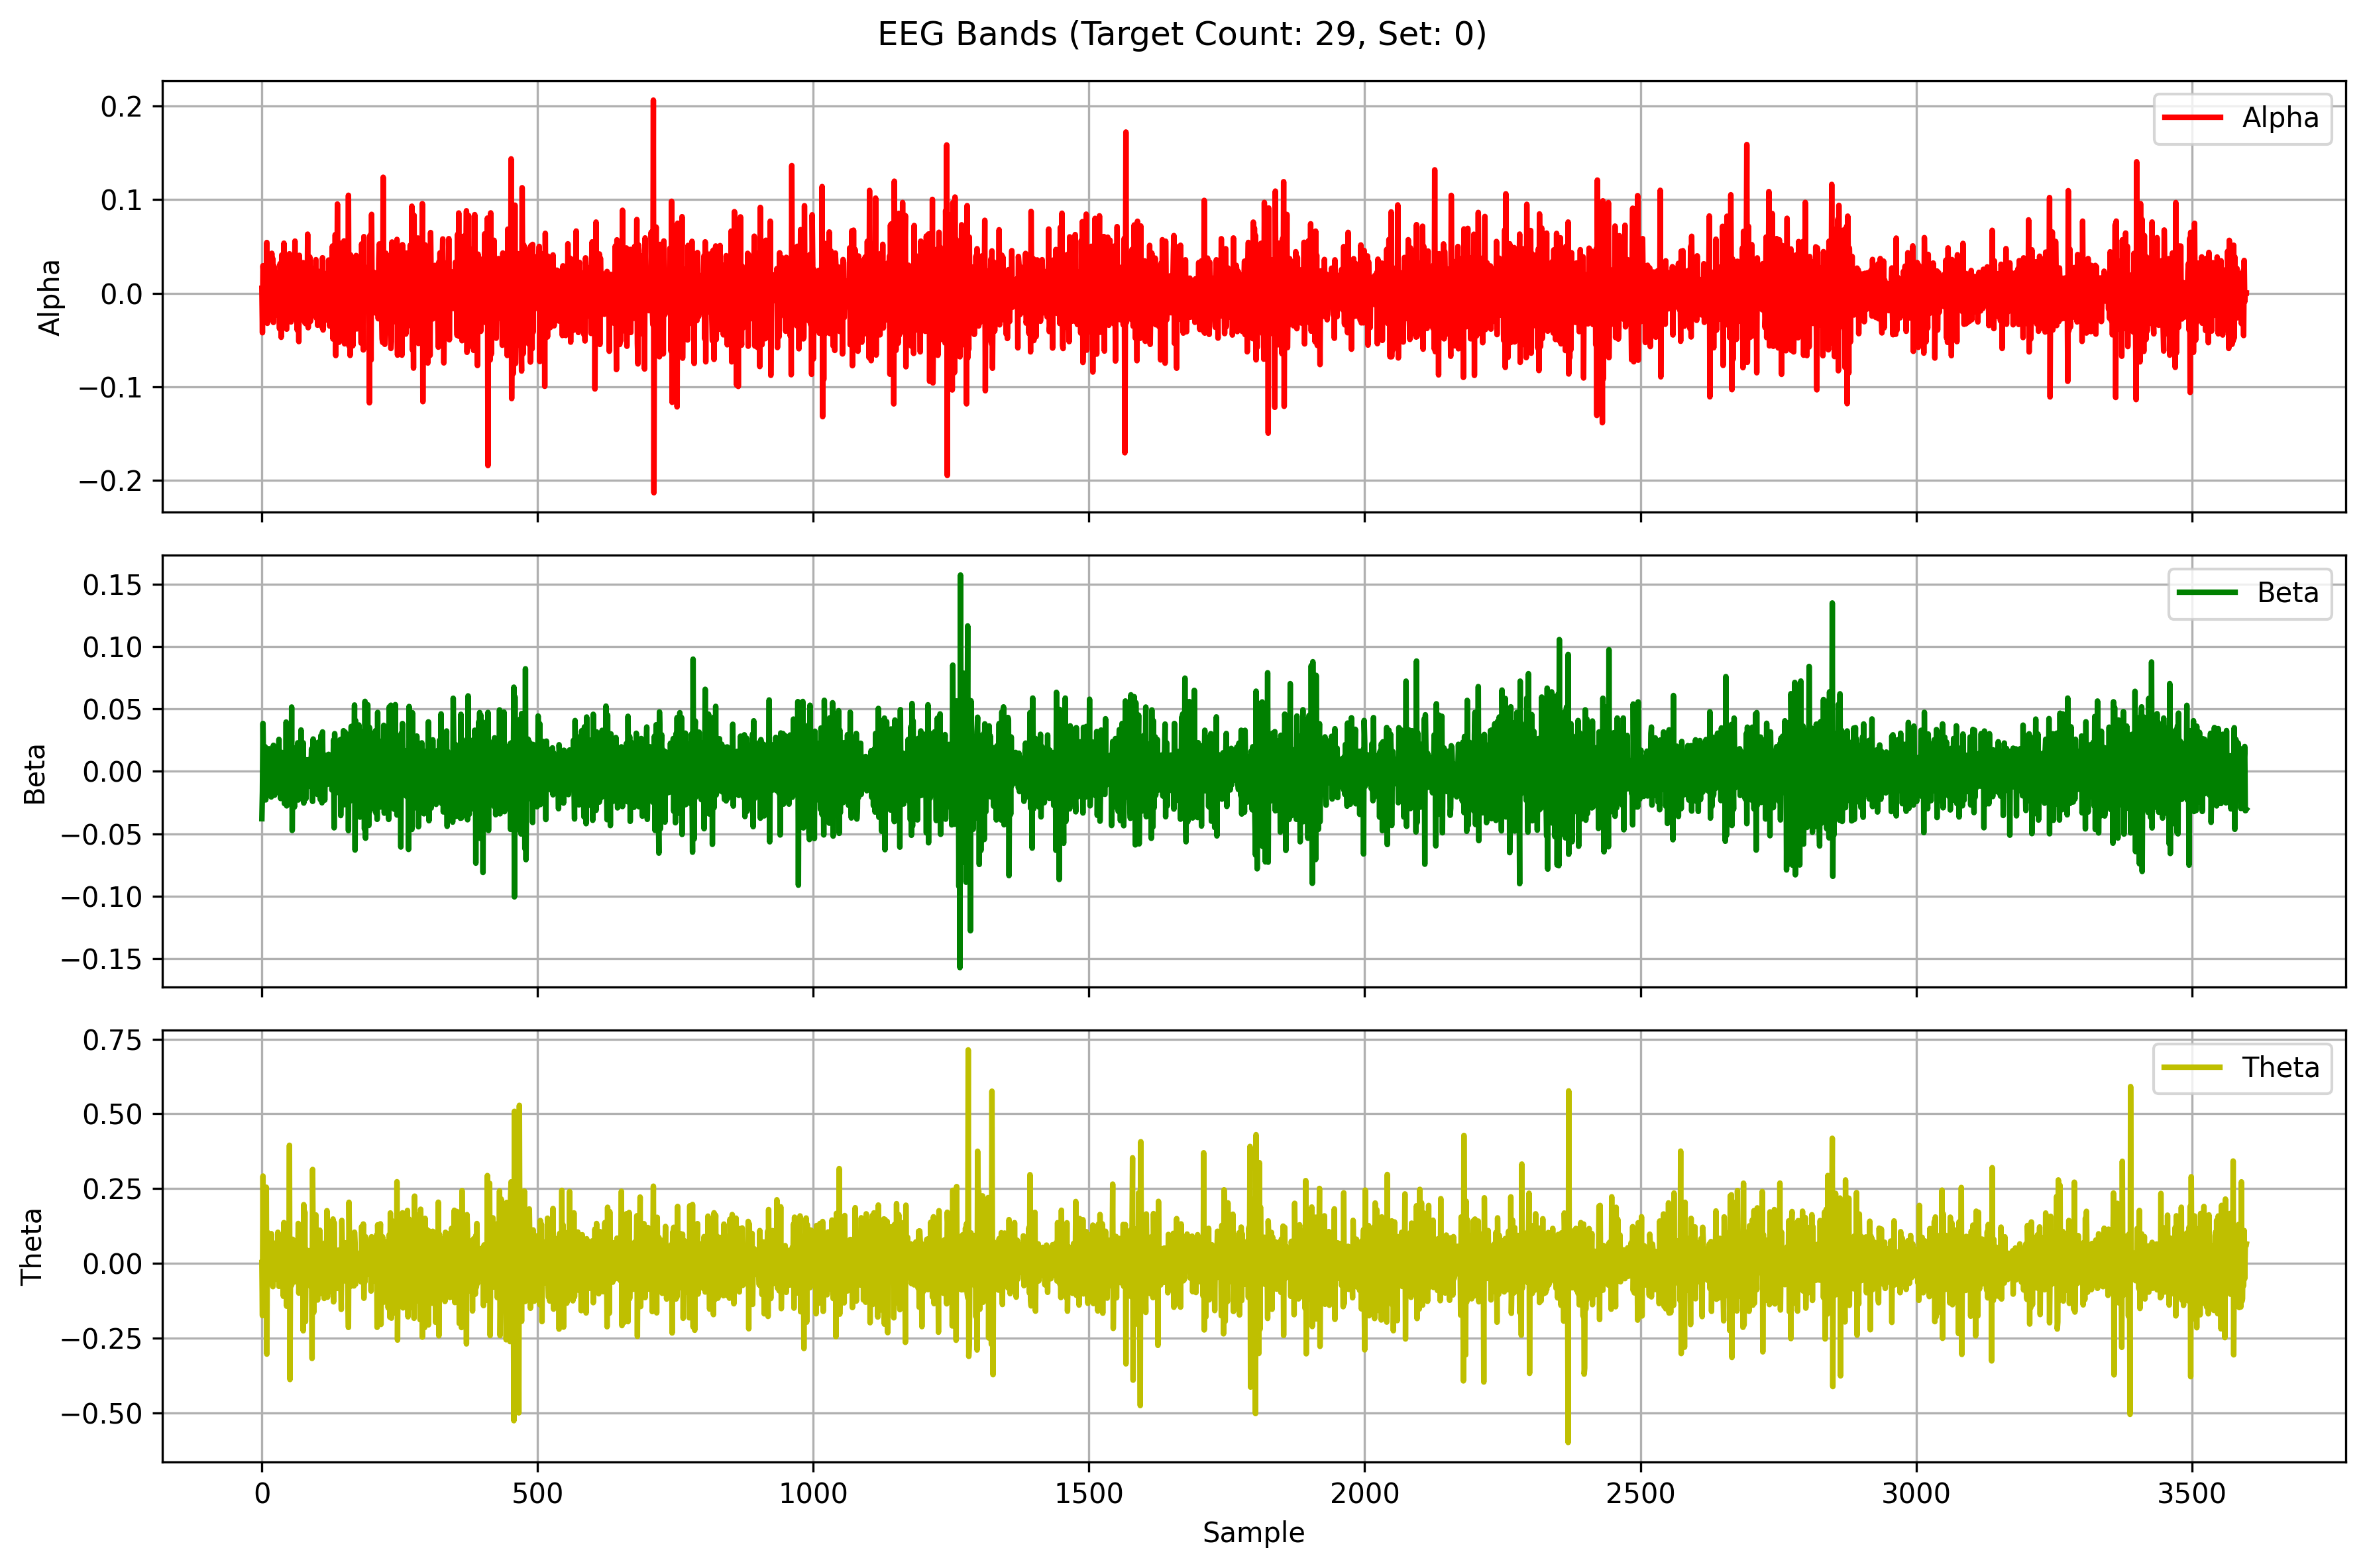 EEG Bands (Target Count: 29, Set: 0)
0.2
0.1
0.0
−0.1
−0.2
Alpha
Alpha
0.15
0.10
0.05
0.00
−0.05
−0.10
−0.15
Beta
Beta
0.75
0.50
0.25
0.00
−0.25
−0.50
Theta
Theta
0 500 1000 1500 2000 2500 3000 3500
Sample